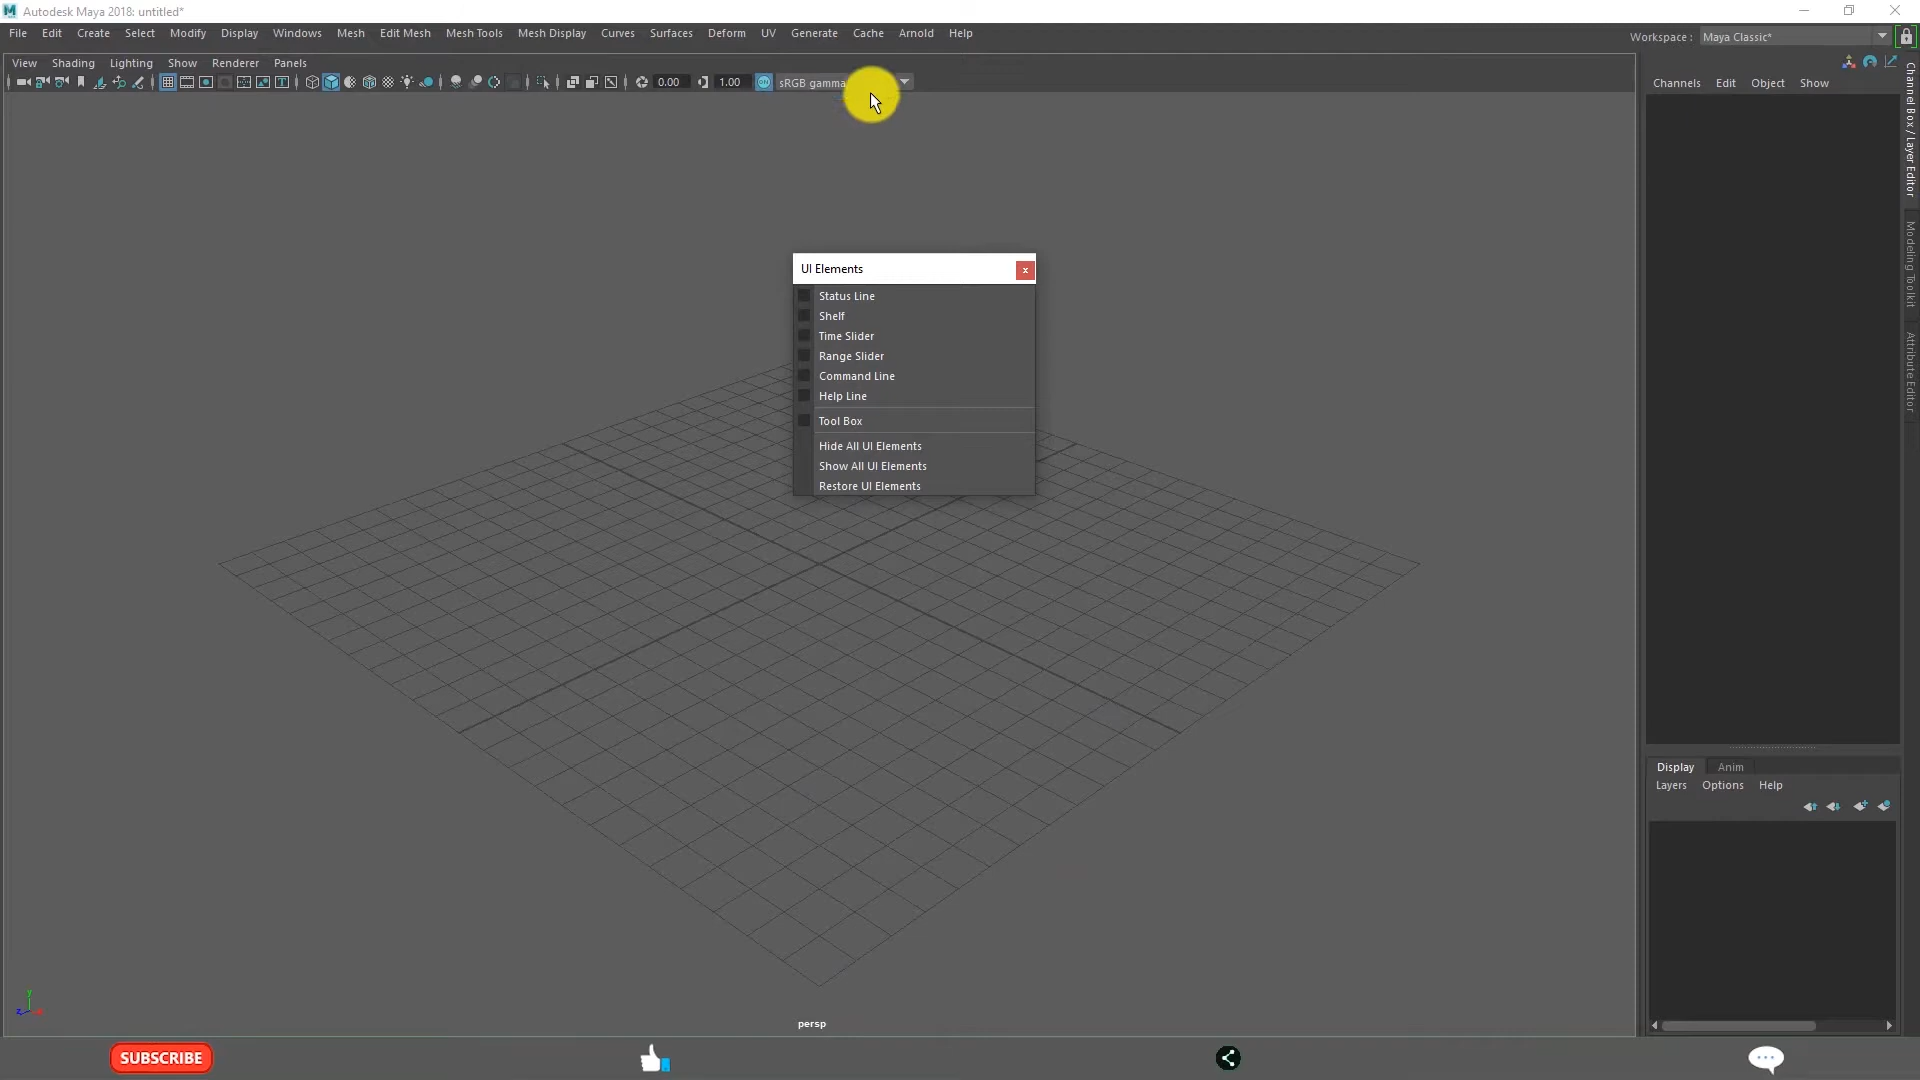 Autodesk Maya 2018: untitled*
File Edit Create Select Modify Display Windows Mesh Edit Mesh Mesh Tools Mesh Display Curves Surfaces Deform UV Generate Cache Arnold Help
Workspace : Maya Classic*
View Shading Lighting Show Renderer Panels
0.00 1.00 ON sRGB gamma
Channels Edit Object Show
Channel Box / Layer Editor
Modeling Toolkit
Attribute Editor
UI Elements
Status Line
Shelf
Time Slider
Range Slider
Command Line
Help Line
Tool Box
Hide All UI Elements
Show All UI Elements
Restore UI Elements
Display Anim
Layers Options Help
y
z
persp
SUBSCRIBE